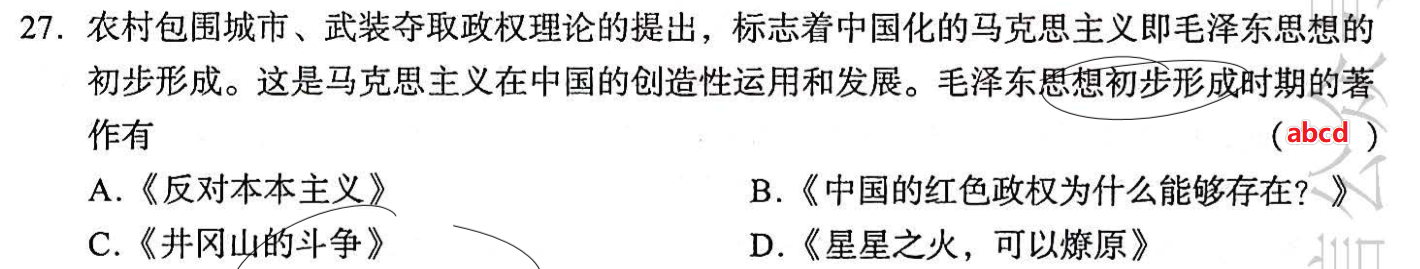 27. 农村包围城市、武装夺取政权理论的提出，标志着中国化的马克思主义即毛泽东思想的
初步形成。这是马克思主义在中国的创造性运用和发展。毛泽东思想初步形成时期的著
作有 (abcd)
A.《反对本本主义》 B.《中国的红色政权为什么能够存在？》
C.《井冈山的斗争》 D.《星星之火，可以燎原》